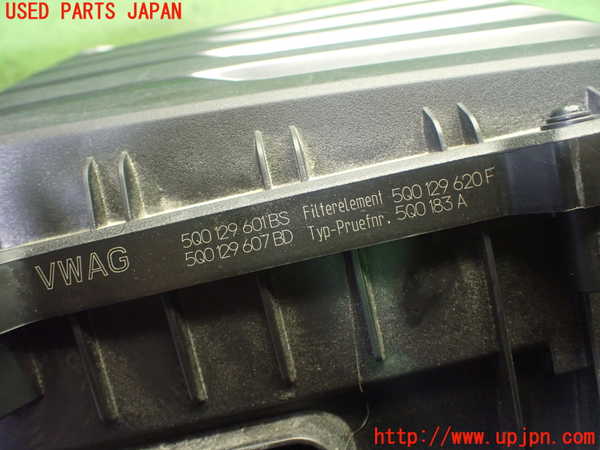 USED PARTS JAPAN
VWAG
5Q0 129 601 BS Filterelement 5Q0 129 620 F
5Q0 129 607 BD Typ-Pruefnr. 5Q0 183 A
http://www.upjpn.com